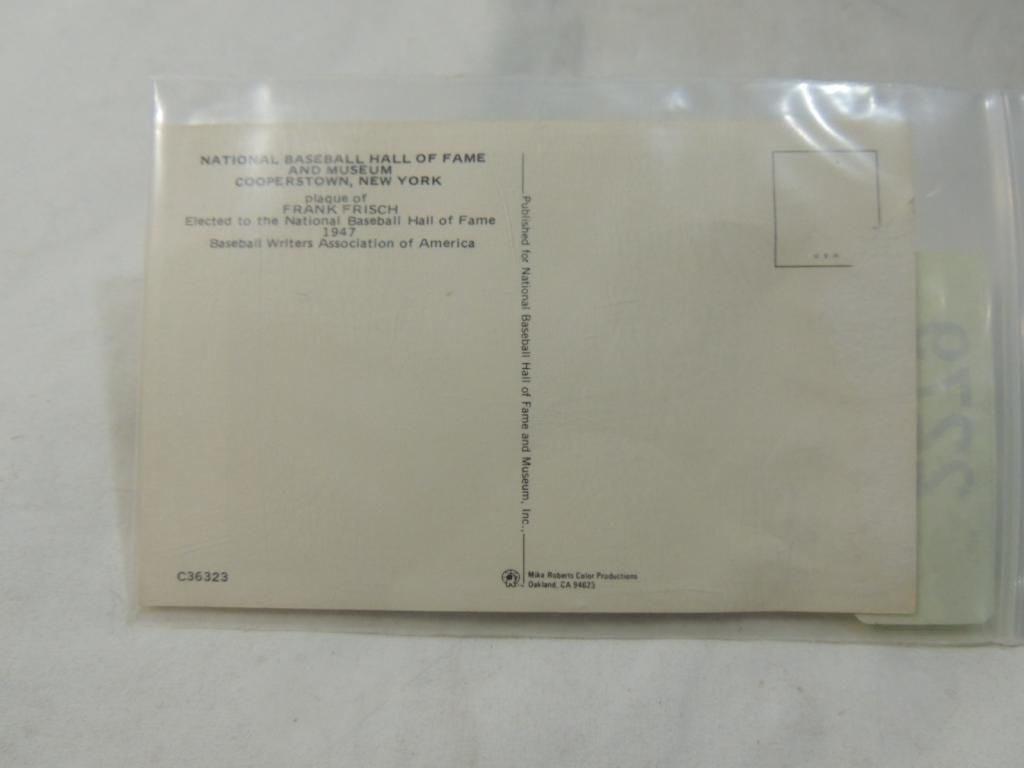 NATIONAL BASEBALL HALL OF FAME
AND MUSEUM
COOPERSTOWN, NEW YORK
plaque of
FRANK FRISCH
Elected to the National Baseball Hall of Fame
1947
Baseball Writers Association of America
C36323
Published for National Baseball Hall of Fame and Museum, Inc.,
Mike Roberts Color Productions
Oakland, CA 94623
USA
2279